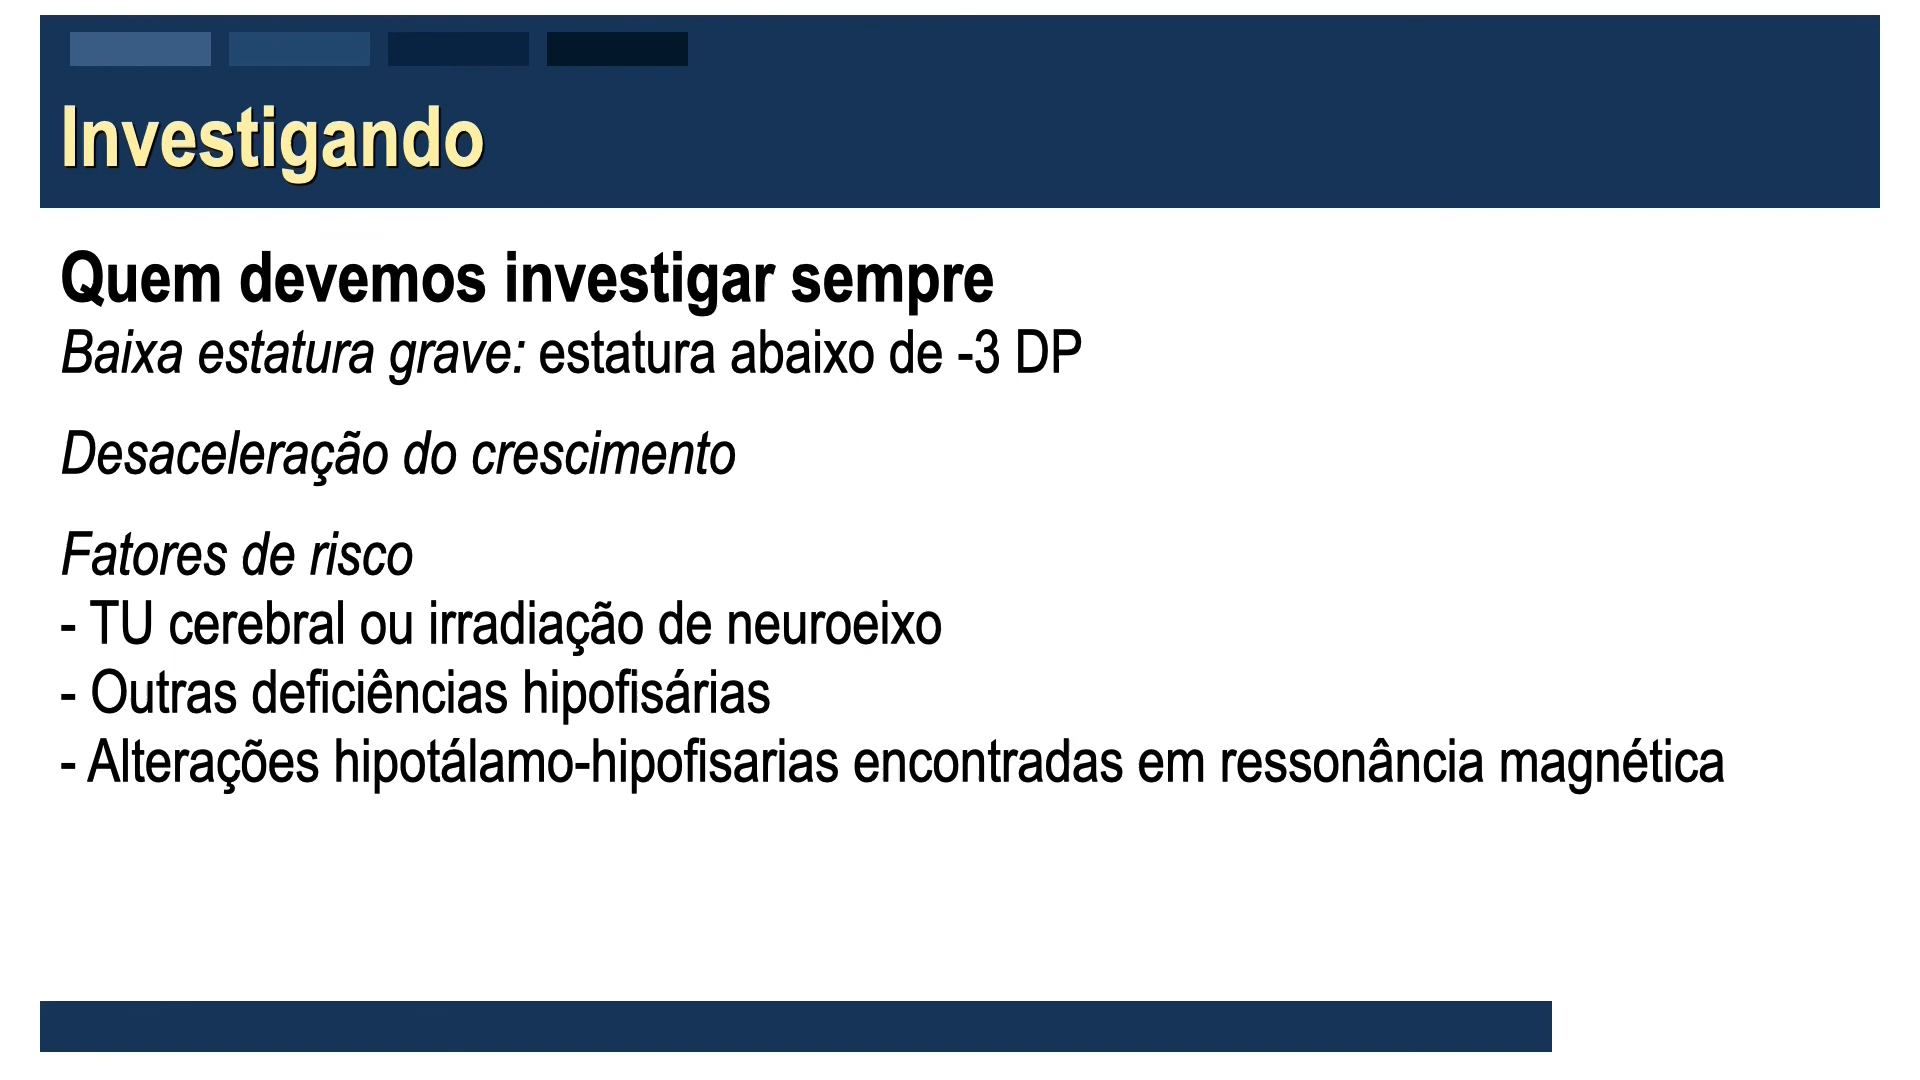 Investigando
Quem devemos investigar sempre
Baixa estatura grave: estatura abaixo de -3 DP
Desaceleração do crescimento
Fatores de risco
- TU cerebral ou irradiação de neuroeixo
- Outras deficiências hipofisárias
- Alterações hipotálamo-hipofisarias encontradas em ressonância magnética